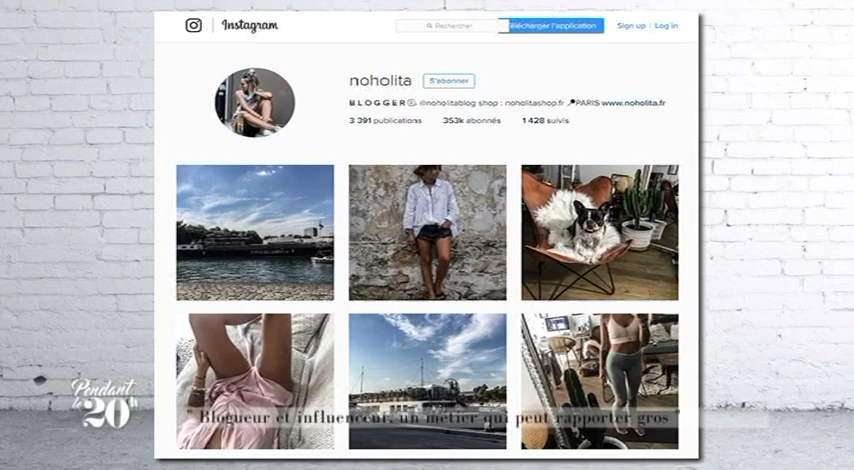 Instagram
Rechercher
Télécharger l'application
Sign up Log in
noholita
S'abonner
BLOGGER @noholitablog shop : noholitashop.fr PARIS www.noholita.fr
3 391 publications 353k abonnés 1 428 suivis
Pendant
le 20h
" Blogueur et influenceur, un métier qui peut rapporter gros "